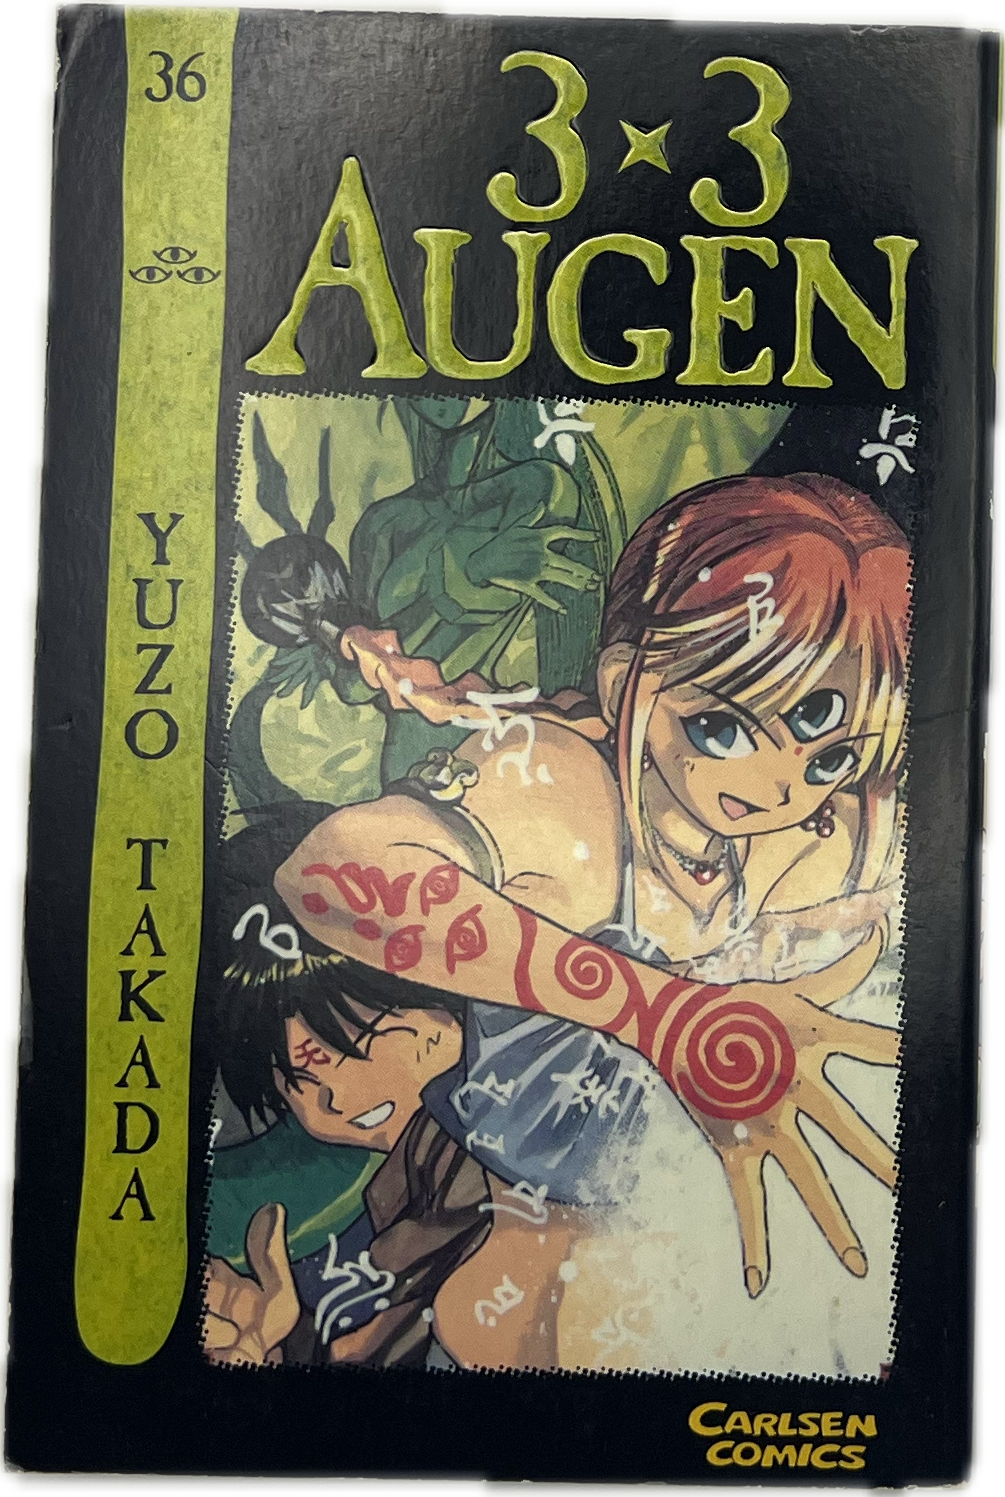 36
3×3
AUGEN
YUZO TAKADA
CARLSEN
COMICS